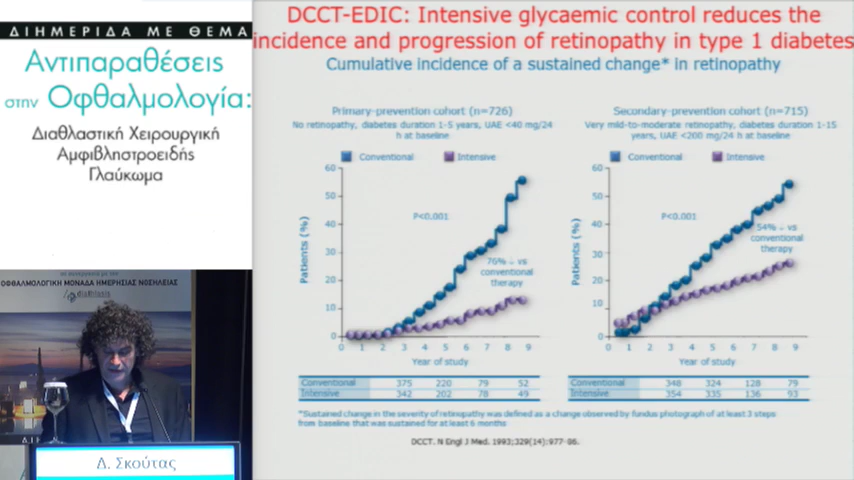 ΔΙΗΜΕΡΙΔΑ ΜΕ ΘΕΜΑ
Αντιπαραθέσεις
στην Οφθαλμολογία:
Διαθλαστική Χειρουργική
Αμφιβληστροειδής
Γλαύκωμα
ΟΦΘΑΛΜΟΛΟΓΙΚΗ ΜΟΝΑΔΑ ΗΜΕΡΗΣΙΑΣ ΝΟΣΗΛΕΙΑΣ
diathlasis
Δ. Σκούτας
DCCT-EDIC: Intensive glycaemic control reduces the
incidence and progression of retinopathy in type 1 diabetes
Cumulative incidence of a sustained change* in retinopathy
Primary-prevention cohort (n=726)
No retinopathy, diabetes duration 1-5 years, UAE <40 mg/24
h at baseline
Conventional Intensive
Patients (%)
60
50
40
30
20
10
0
P<0.001
76% ↓ vs
conventional
therapy
0 1 2 3 4 5 6 7 8 9
Year of study
Conventional 375 220 79 52
Intensive 342 202 78 49
Secondary-prevention cohort (n=715)
Very mild-to-moderate retinopathy, diabetes duration 1-15
years, UAE <200 mg/24 h at baseline
Conventional Intensive
Patients (%)
60
50
40
30
20
10
0
P<0.001
54% ↓ vs
conventional
therapy
0 1 2 3 4 5 6 7 8 9
Year of study
Conventional 348 324 128 79
Intensive 354 335 136 93
*Sustained change in the severity of retinopathy was defined as a change observed by fundus photograph of at least 3 steps
from baseline that was sustained for at least 6 months
DCCT. N Engl J Med. 1993;329(14):977-86.